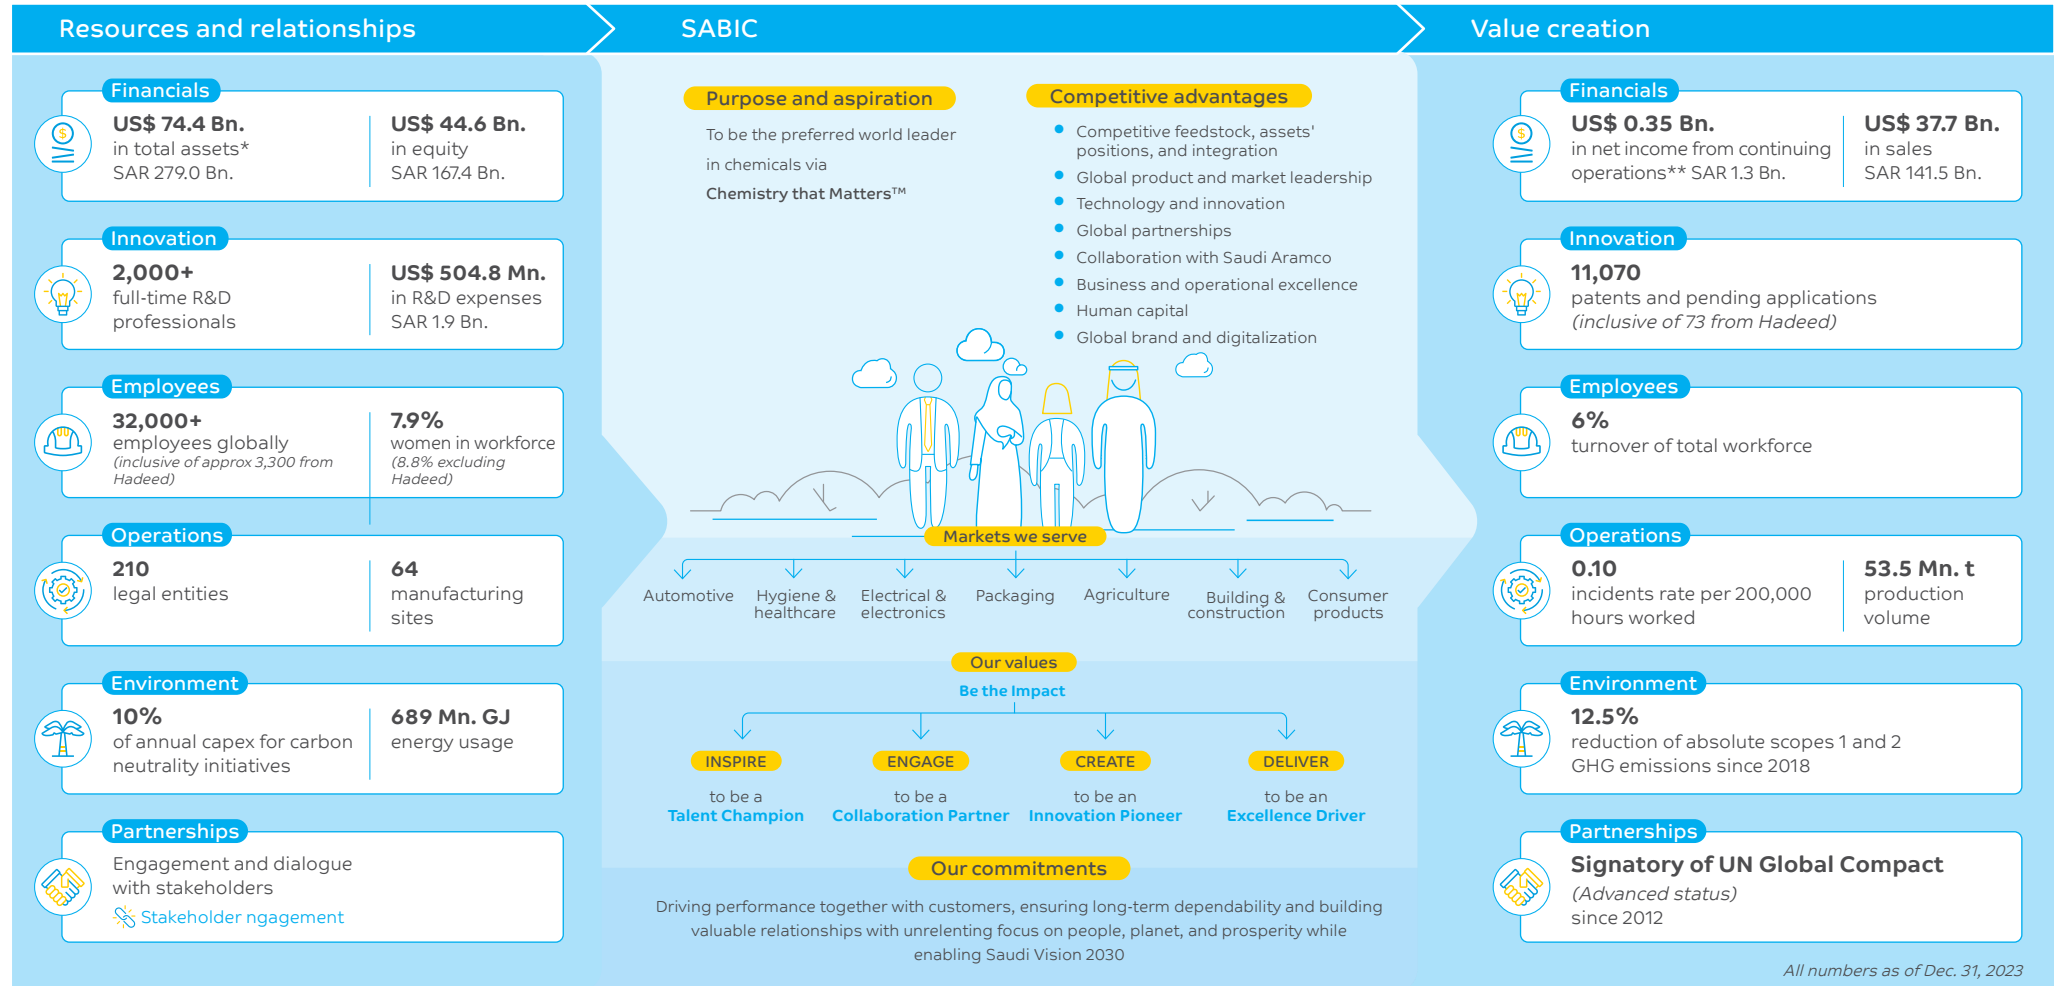 Resources and relationships
SABIC
Value creation
Financials
US$ 74.4 Bn.
in total assets*
SAR 279.0 Bn.
US$ 44.6 Bn.
in equity
SAR 167.4 Bn.
Innovation
2,000+
full-time R&D
professionals
US$ 504.8 Mn.
in R&D expenses
SAR 1.9 Bn.
Employees
32,000+
employees globally
(inclusive of approx 3,300 from
Hadeed)
7.9%
women in workforce
(8.8% excluding
Hadeed)
Operations
210
legal entities
64
manufacturing
sites
Environment
10%
of annual capex for carbon
neutrality initiatives
689 Mn. GJ
energy usage
Partnerships
Engagement and dialogue
with stakeholders
Stakeholder ngagement
Purpose and aspiration
To be the preferred world leader
in chemicals via
Chemistry that Matters™
Competitive advantages
• Competitive feedstock, assets'
positions, and integration
• Global product and market leadership
• Technology and innovation
• Global partnerships
• Collaboration with Saudi Aramco
• Business and operational excellence
• Human capital
• Global brand and digitalization
Markets we serve
Automotive
Hygiene &
healthcare
Electrical &
electronics
Packaging
Agriculture
Building &
construction
Consumer
products
Our values
Be the Impact
INSPIRE
to be a
Talent Champion
ENGAGE
to be a
Collaboration Partner
CREATE
to be an
Innovation Pioneer
DELIVER
to be an
Excellence Driver
Our commitments
Driving performance together with customers, ensuring long-term dependability and building
valuable relationships with unrelenting focus on people, planet, and prosperity while
enabling Saudi Vision 2030
Financials
US$ 0.35 Bn.
in net income from continuing
operations** SAR 1.3 Bn.
US$ 37.7 Bn.
in sales
SAR 141.5 Bn.
Innovation
11,070
patents and pending applications
(inclusive of 73 from Hadeed)
Employees
6%
turnover of total workforce
Operations
0.10
incidents rate per 200,000
hours worked
53.5 Mn. t
production
volume
Environment
12.5%
reduction of absolute scopes 1 and 2
GHG emissions since 2018
Partnerships
Signatory of UN Global Compact
(Advanced status)
since 2012
All numbers as of Dec. 31, 2023